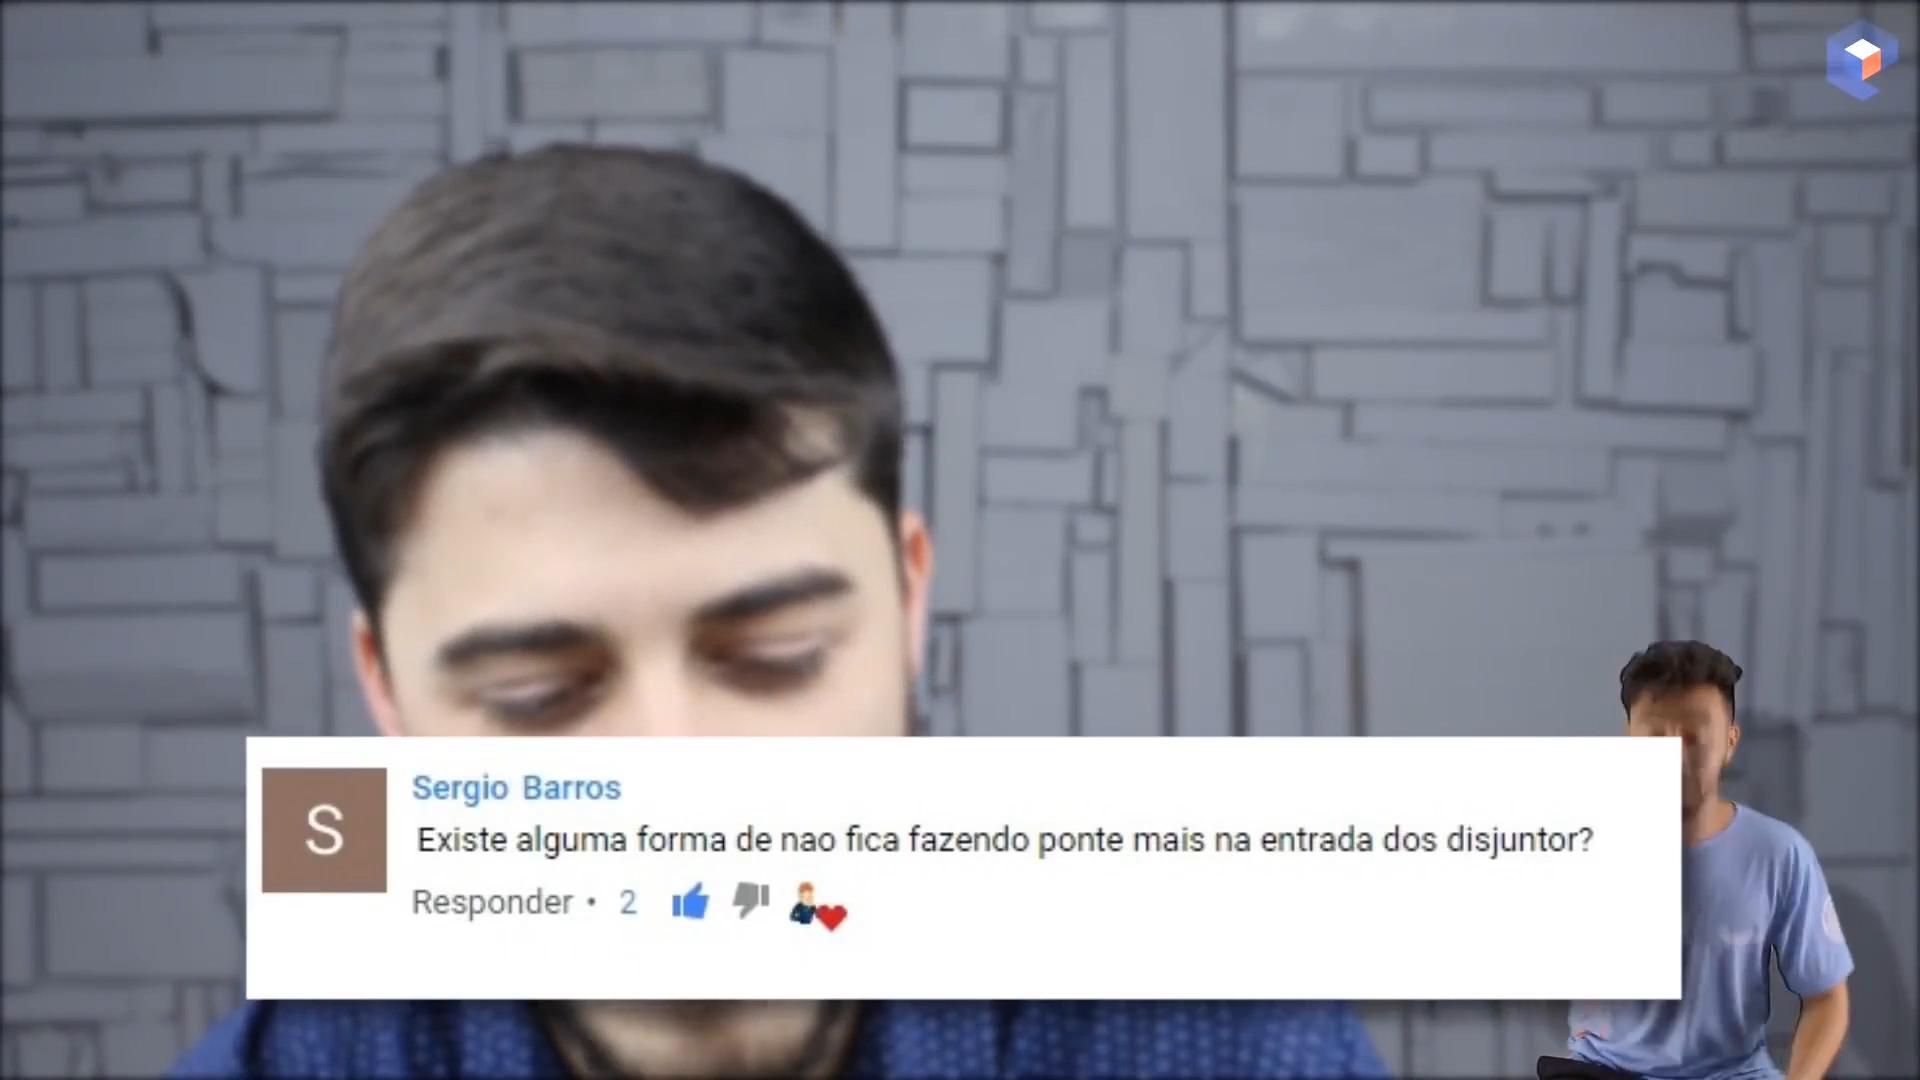 S
Sergio Barros
Existe alguma forma de nao fica fazendo ponte mais na entrada dos disjuntor?
Responder • 2